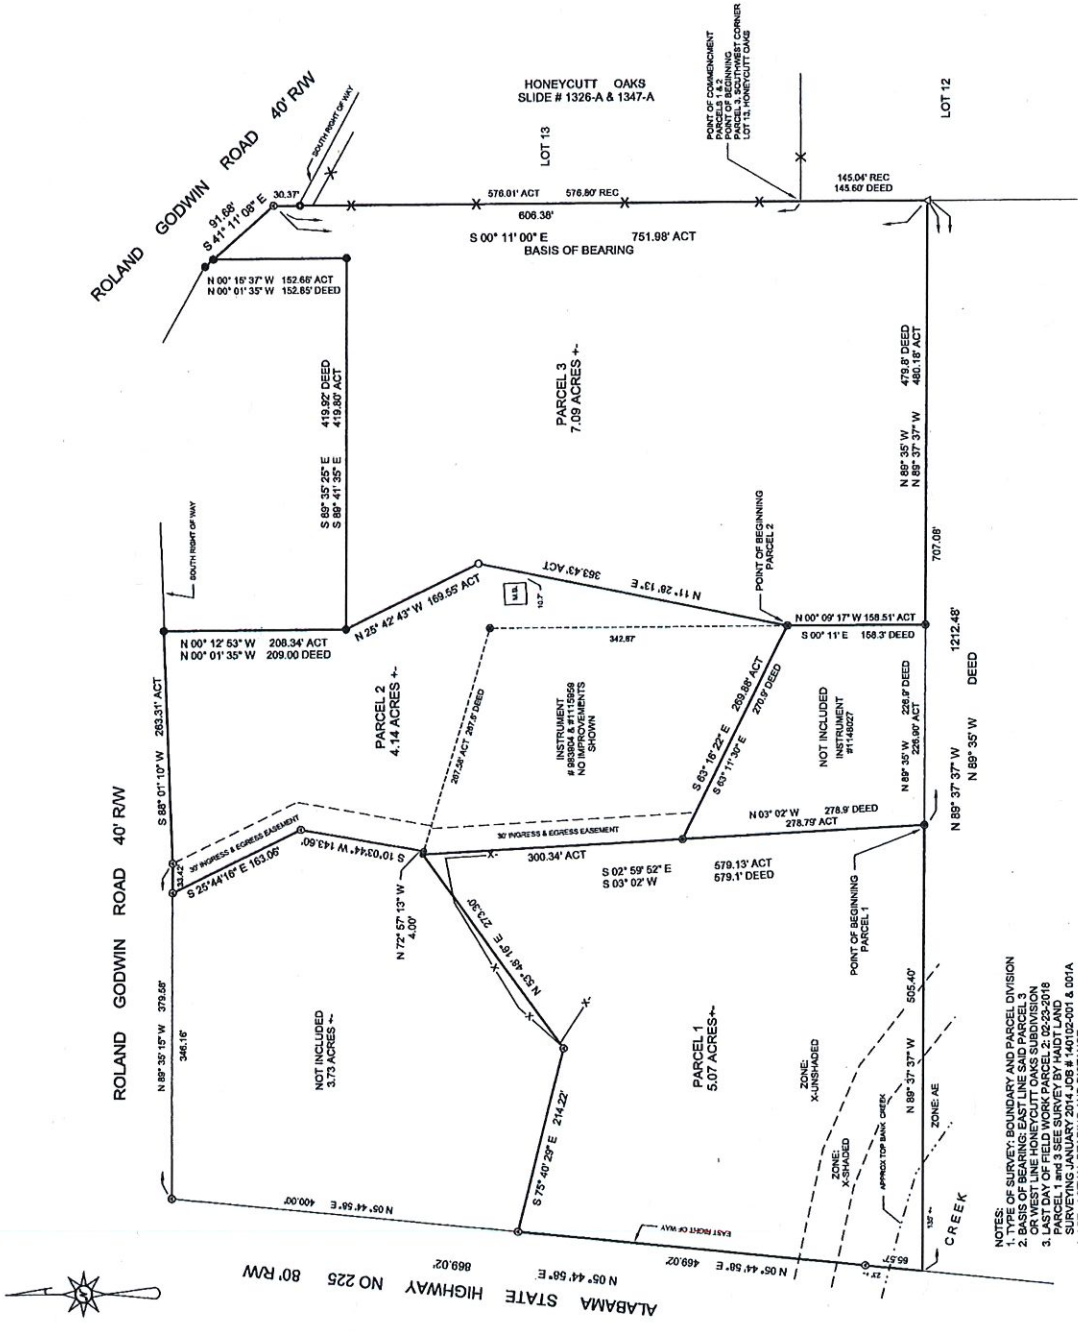 ROLAND GODWIN ROAD 40' R/W
SOUTH RIGHT OF WAY
91.68'
S 41° 11' 08" E
30.37'
HONEYCUTT OAKS
SLIDE # 1326-A & 1347-A
LOT 13
POINT OF COMMENCMENT
PARCELS 1 & 2
POINT OF BEGINNING
PARCEL 3, SOUTHWEST CORNER
LOT 13, HONEYCUTT OAKS
LOT 12
576.01' ACT 576.80' REC
606.38'
S 00° 11' 00" E 751.98' ACT
BASIS OF BEARING
145.04' REC
145.60' DEED
N 00° 15' 37" W 152.66' ACT
N 00° 01' 35" W 152.85' DEED
S 89° 35' 25" E 419.92' DEED
S 89° 41' 35" E 419.80' ACT
PARCEL 3
7.09 ACRES +-
N 89° 35' W 479.8' DEED
N 89° 37' 37" W 480.18' ACT
707.08'
SOUTH RIGHT OF WAY
N 00° 12' 53" W 208.34' ACT
N 00° 01' 35" W 209.00 DEED
N 25° 42' 43" W 169.55' ACT
M.B.
10.7'
N 11° 28' 13" E 363.43' ACT
POINT OF BEGINNING
PARCEL 2
N 00° 09' 17" W 158.51' ACT
S 00° 11' E 158.3' DEED
S 88° 01' 10" W 263.31' ACT
PARCEL 2
4.14 ACRES +-
267.58' ACT 267.5' DEED
342.87'
INSTRUMENT
# 983804 & #1115959
NO IMPROVEMENTS
SHOWN
S 63° 16' 22" E 269.88' ACT
S 63° 11' 30" E 270.9' DEED
NOT INCLUDED
INSTRUMENT
#1148027
N 89° 35' W 226.9' DEED
226.90' ACT
1212.48'
N 89° 37' 37" W DEED
N 89° 35' W
ROLAND GODWIN ROAD 40' R/W
33.42'
30' INGRESS & EGRESS EASEMENT
S 25°44'16" E 163.06'
S 10°03'44" W 143.60'
30' INGRESS & EGRESS EASEMENT
N 72° 57' 13" W
4.00'
300.34' ACT
S 02° 59' 52" E 579.13' ACT
S 03° 02' W 579.1' DEED
N 03° 02' W 278.9' DEED
278.79' ACT
POINT OF BEGINNING
PARCEL 1
N 89° 35' 15" W 379.58'
346.16'
NOT INCLUDED
3.73 ACRES +-
N 53° 48' 16" E 273.30'
S 75° 40' 29" E 214.22'
PARCEL 1
5.07 ACRES+-
ZONE:
X-UNSHADED
ZONE:
X-SHADED
APPROX TOP BANK CREEK
N 89° 37' 37" W 505.40'
ZONE: AE
N 05° 44' 58" E 400.00'
EAST RIGHT OF WAY
N 05° 44' 58" E 469.02'
N 05° 44' 58" E 869.02'
65.57'
CREEK
ALABAMA STATE HIGHWAY NO 225 80' R/W
NOTES:
1. TYPE OF SURVEY: BOUNDARY AND PARCEL DIVISION
2. BASIS OF BEARING: EAST LINE SAID PARCEL 3
OR WEST LINE HONEYCUTT OAKS SUBDIVISION
3. LAST DAY OF FIELD WORK PARCEL 2: 02-23-2018
PARCEL 1 and 3 SEE SURVEY BY HAIDT LAND
SURVEYING JANUARY 2014 JOB # 140102-001 & 001A